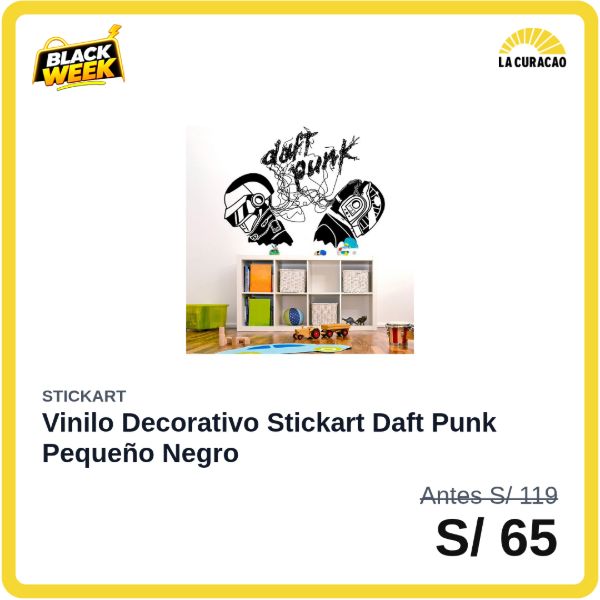 BLACK
WEEK
LA CURACAO
daft
punk
STICKART
Vinilo Decorativo Stickart Daft Punk
Pequeño Negro
Antes S/ 119
S/ 65